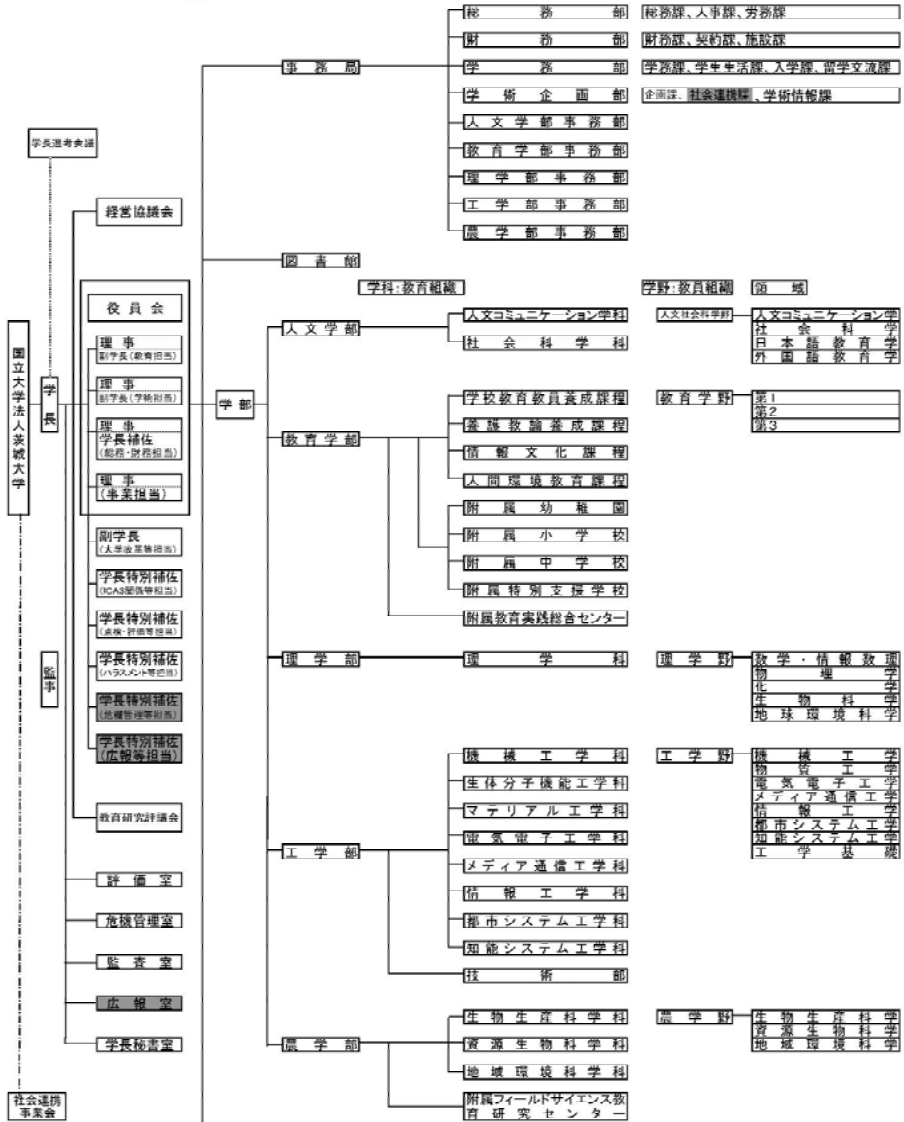 総務部 総務課、人事課、労務課
財務部 財務課、契約課、施設課
事務局 学務部 学務課、学生生活課、入学課、留学交流課
学術企画部 企画課、社会連携課、学術情報課
人文学部事務部
学長選考会議
教育学部事務部
理学部事務部
工学部事務部
経営協議会
農学部事務部
図書館
学科:教育組織 学野:教員組織 領域
役員会
人文学部 人文コミュニケーション学科 人文社会科学野 人文コミュニケーション学
社会科学科 社会科学
日本語教育学
外国語教育学
国立大学法人茨城大学
学長
理事
副学長(教育担当)
理事
副学長(学術担当)
理事
学長補佐
(総務・財務担当)
理事
(事業担当)
学部
教育学部
学校教育教員養成課程 教育学野 第1
第2
第3
養護教諭養成課程
情報文化課程
人間環境教育課程
附属幼稚園
附属小学校
附属中学校
附属特別支援学校
附属教育実践総合センター
副学長
(大学改革等担当)
学長特別補佐
(ICAS関係等担当)
学長特別補佐
(点検・評価等担当)
学長特別補佐
(ハラスメント等担当)
学長特別補佐
(危機管理等担当)
学長特別補佐
(広報等担当)
監事
理学部 理学科 理学野 数学・情報数理
物理学
化学
生物科学
地球環境科学
教育研究評議会
工学部
機械工学科 工学野 機械工学
物質工学
電気電子工学
メディア通信工学
情報工学
都市システム工学
知能システム工学
工学基礎
生体分子機能工学科
マテリアル工学科
電気電子工学科
メディア通信工学科
情報工学科
都市システム工学科
知能システム工学科
技術部
評価室
危機管理室
監査室
広報室
学長秘書室
農学部
生物生産科学科 農学野 生物生産科学
資源生物科学
地域環境科学
資源生物科学科
地域環境科学科
附属フィールドサイエンス教
育研究センター
社会連携
事業会